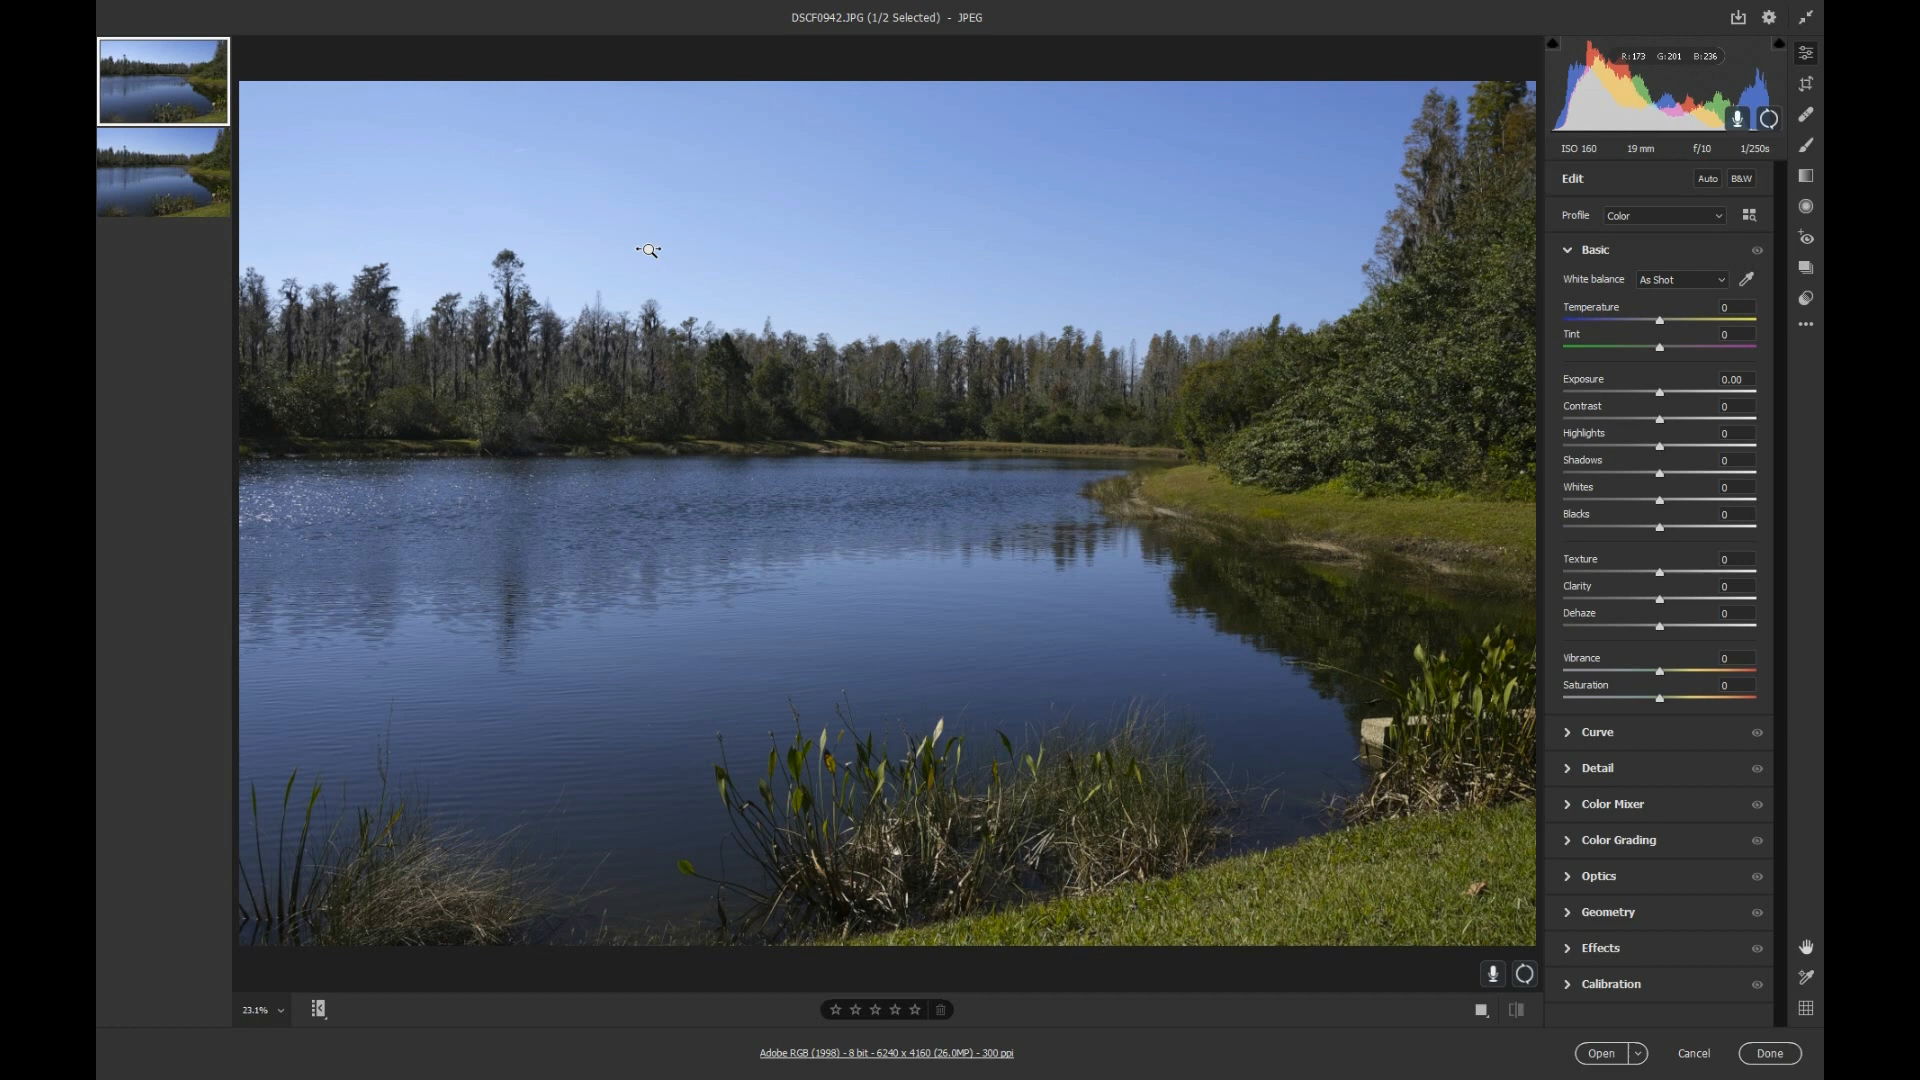 DSCF0942.JPG (1/2 Selected) - JPEG
R:173 G:201 B:236
ISO 160 19 mm f/10 1/250s
Edit Auto B&W
Profile Color
Basic
White balance As Shot
Temperature 0
Tint 0
Exposure 0.00
Contrast 0
Highlights 0
Shadows 0
Whites 0
Blacks 0
Texture 0
Clarity 0
Dehaze 0
Vibrance 0
Saturation 0
Curve
Detail
Color Mixer
Color Grading
Optics
Geometry
Effects
Calibration
23.1%
Adobe RGB (1998) - 8 bit - 6240 x 4160 (26.0MP) - 300 ppi
Open Cancel Done